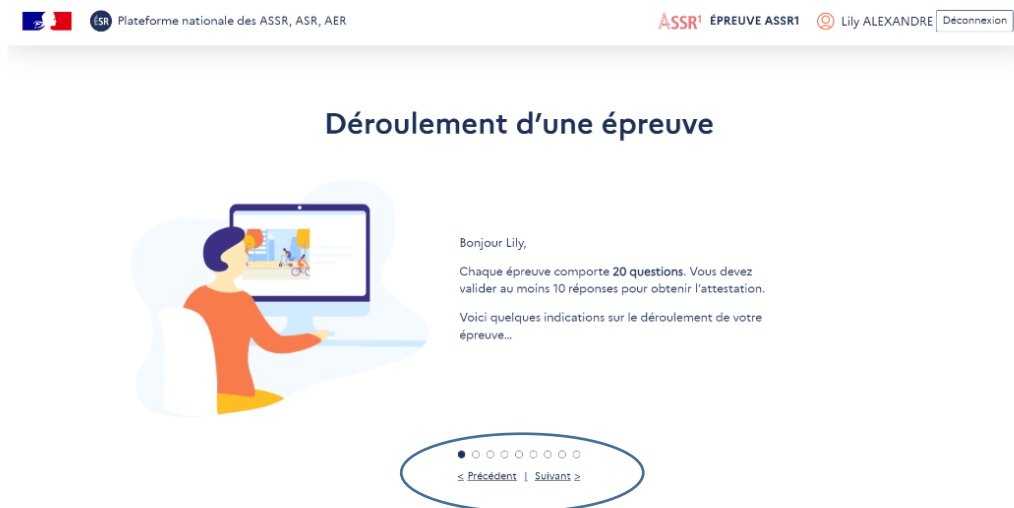 ÉSR Plateforme nationale des ASSR, ASR, AER
ASSR¹ ÉPREUVE ASSR1 Lily ALEXANDRE Déconnexion
Déroulement d’une épreuve
Bonjour Lily,
Chaque épreuve comporte 20 questions. Vous devez
valider au moins 10 réponses pour obtenir l’attestation.
Voici quelques indications sur le déroulement de votre
épreuve...
< Précédent | Suivant >